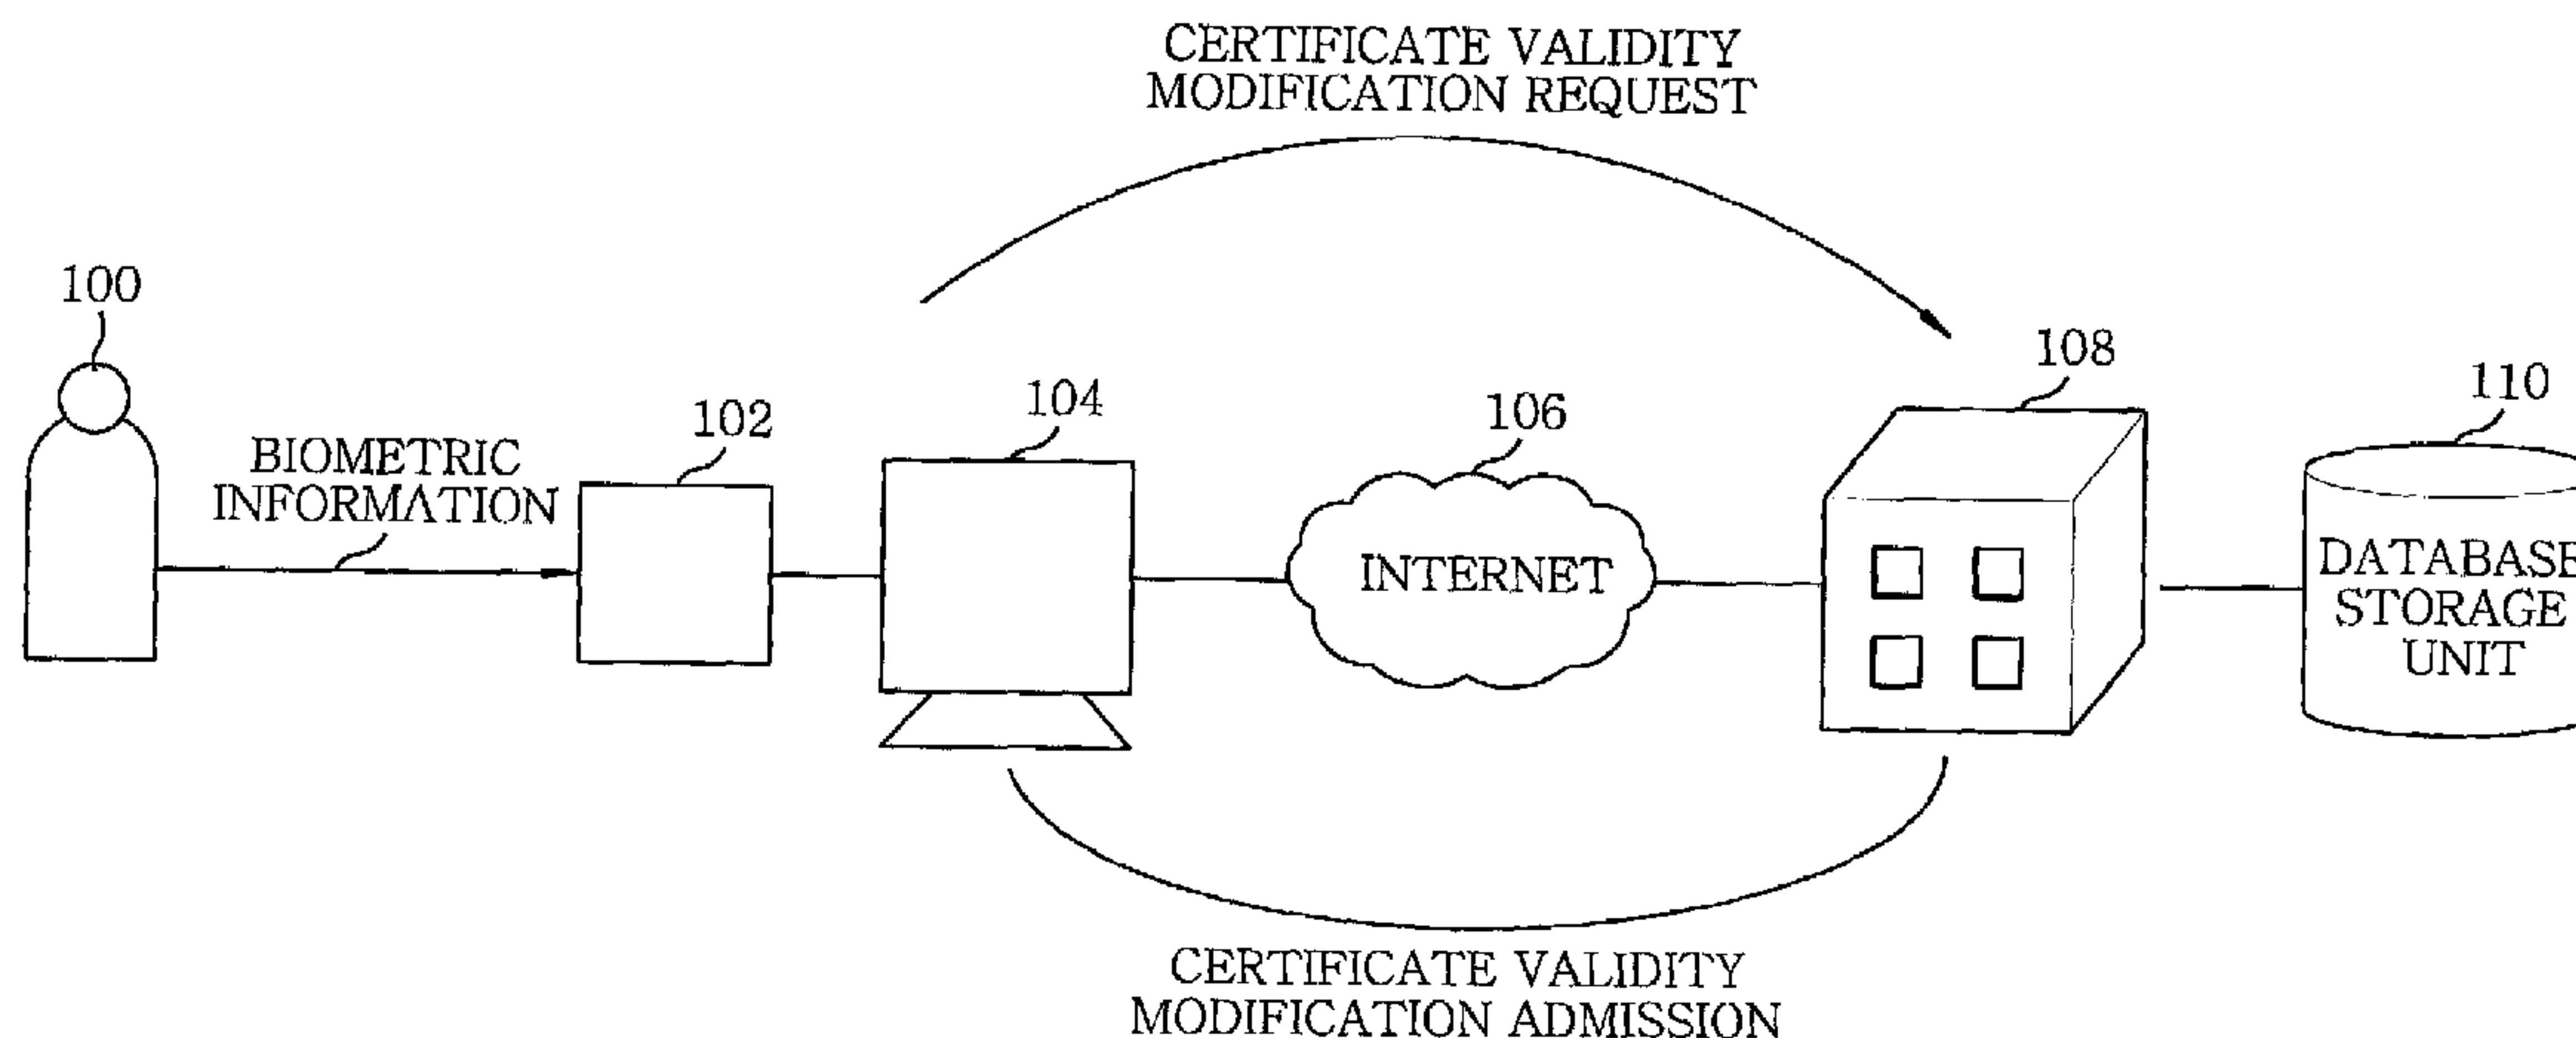 CERTIFICATE VALIDITY
MODIFICATION REQUEST
100
108
110
104
106
102
BIOMETRIC
INFORMATION
INTERNET
DATABASE
STORAGE
UNIT
CERTIFICATE VALIDITY
MODIFICATION ADMISSION